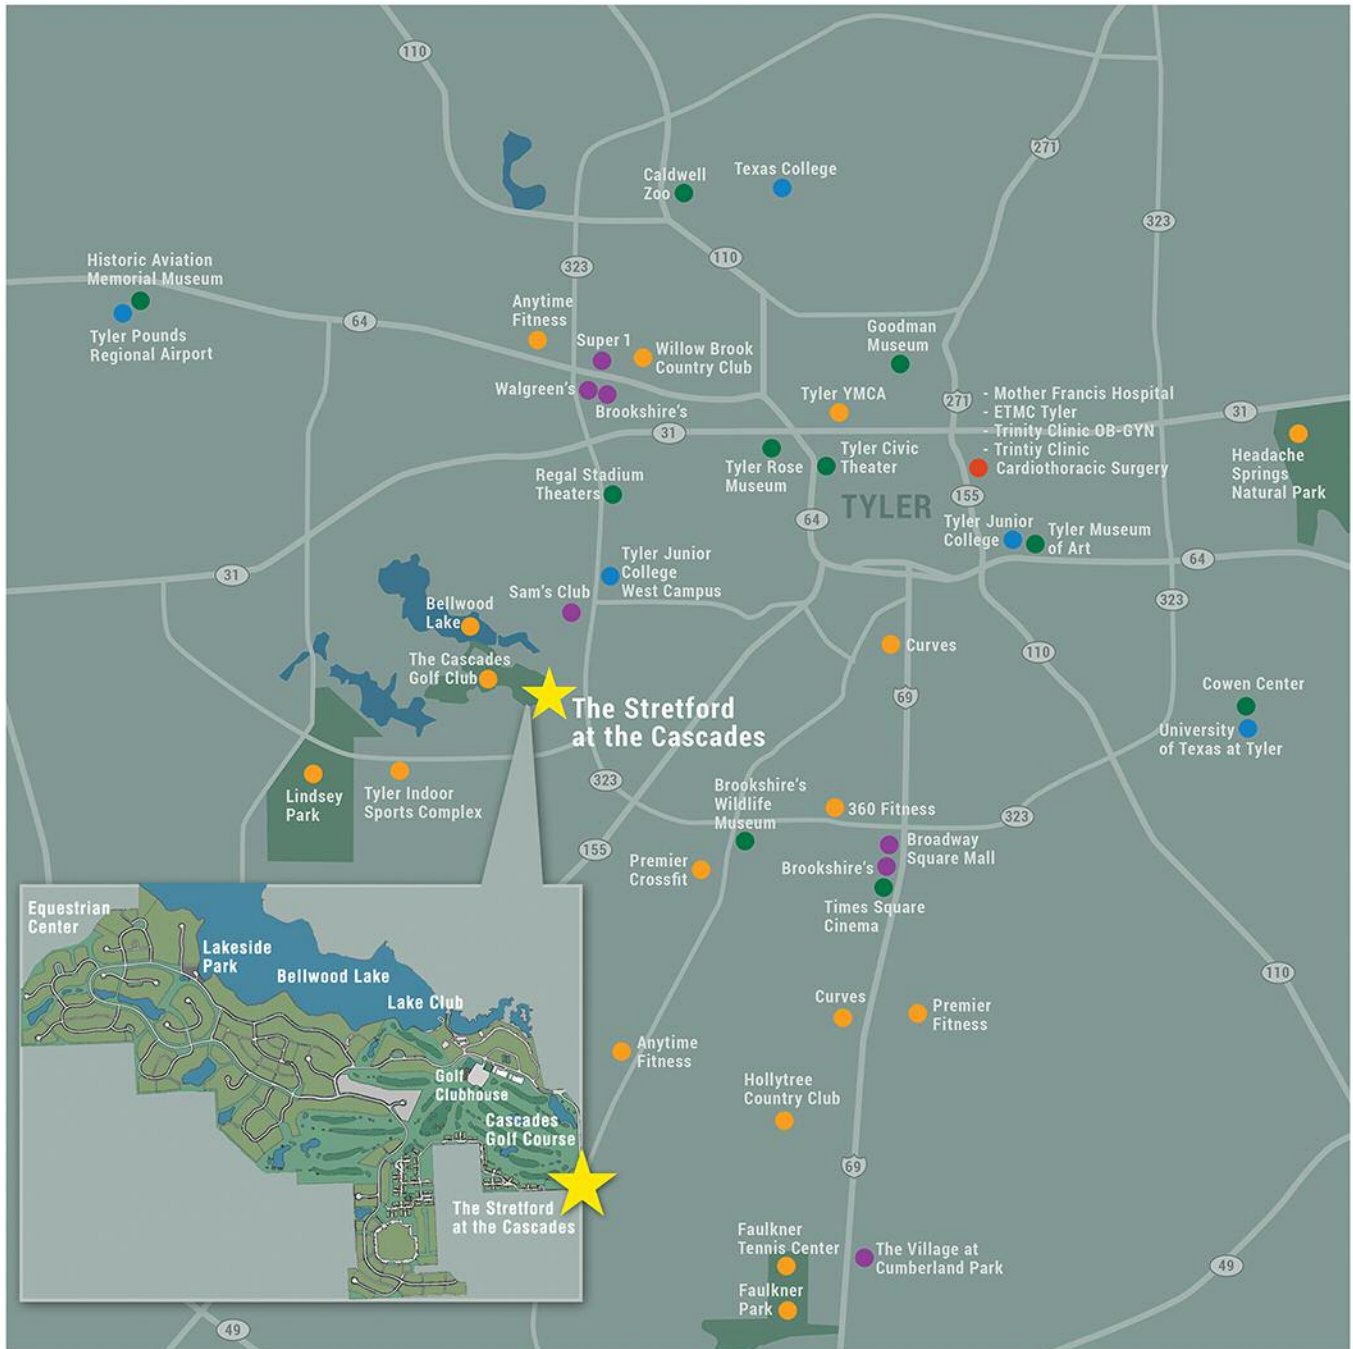 110
271
Caldwell
Zoo
Texas College
323
110
323
Historic Aviation
Memorial Museum
Tyler Pounds
Regional Airport
64
Anytime
Fitness
Super 1
Willow Brook
Country Club
Walgreen's
Brookshire's
Goodman
Museum
Tyler YMCA
271
- Mother Francis Hospital
- ETMC Tyler
- Trinity Clinic OB-GYN
- Trintiy Clinic
Cardiothoracic Surgery
31
31
Headache
Springs
Natural Park
Regal Stadium
Theaters
Tyler Rose
Museum
Tyler Civic
Theater
TYLER
155
64
Tyler Junior
College
Tyler Museum
of Art
64
31
Tyler Junior
College
West Campus
Sam's Club
Bellwood
Lake
The Cascades
Golf Club
323
Curves
110
69
Cowen Center
University
of Texas at Tyler
The Stretford
at the Cascades
Lindsey
Park
Tyler Indoor
Sports Complex
323
Brookshire's
Wildlife
Museum
360 Fitness
323
155
Premier
Crossfit
Broadway
Square Mall
Brookshire's
Times Square
Cinema
Equestrian
Center
Lakeside
Park
Bellwood Lake
Lake Club
Golf
Clubhouse
Cascades
Golf Course
The Stretford
at the Cascades
110
Curves
Premier
Fitness
Anytime
Fitness
Hollytree
Country Club
69
Faulkner
Tennis Center
The Village at
Cumberland Park
Faulkner
Park
49
49